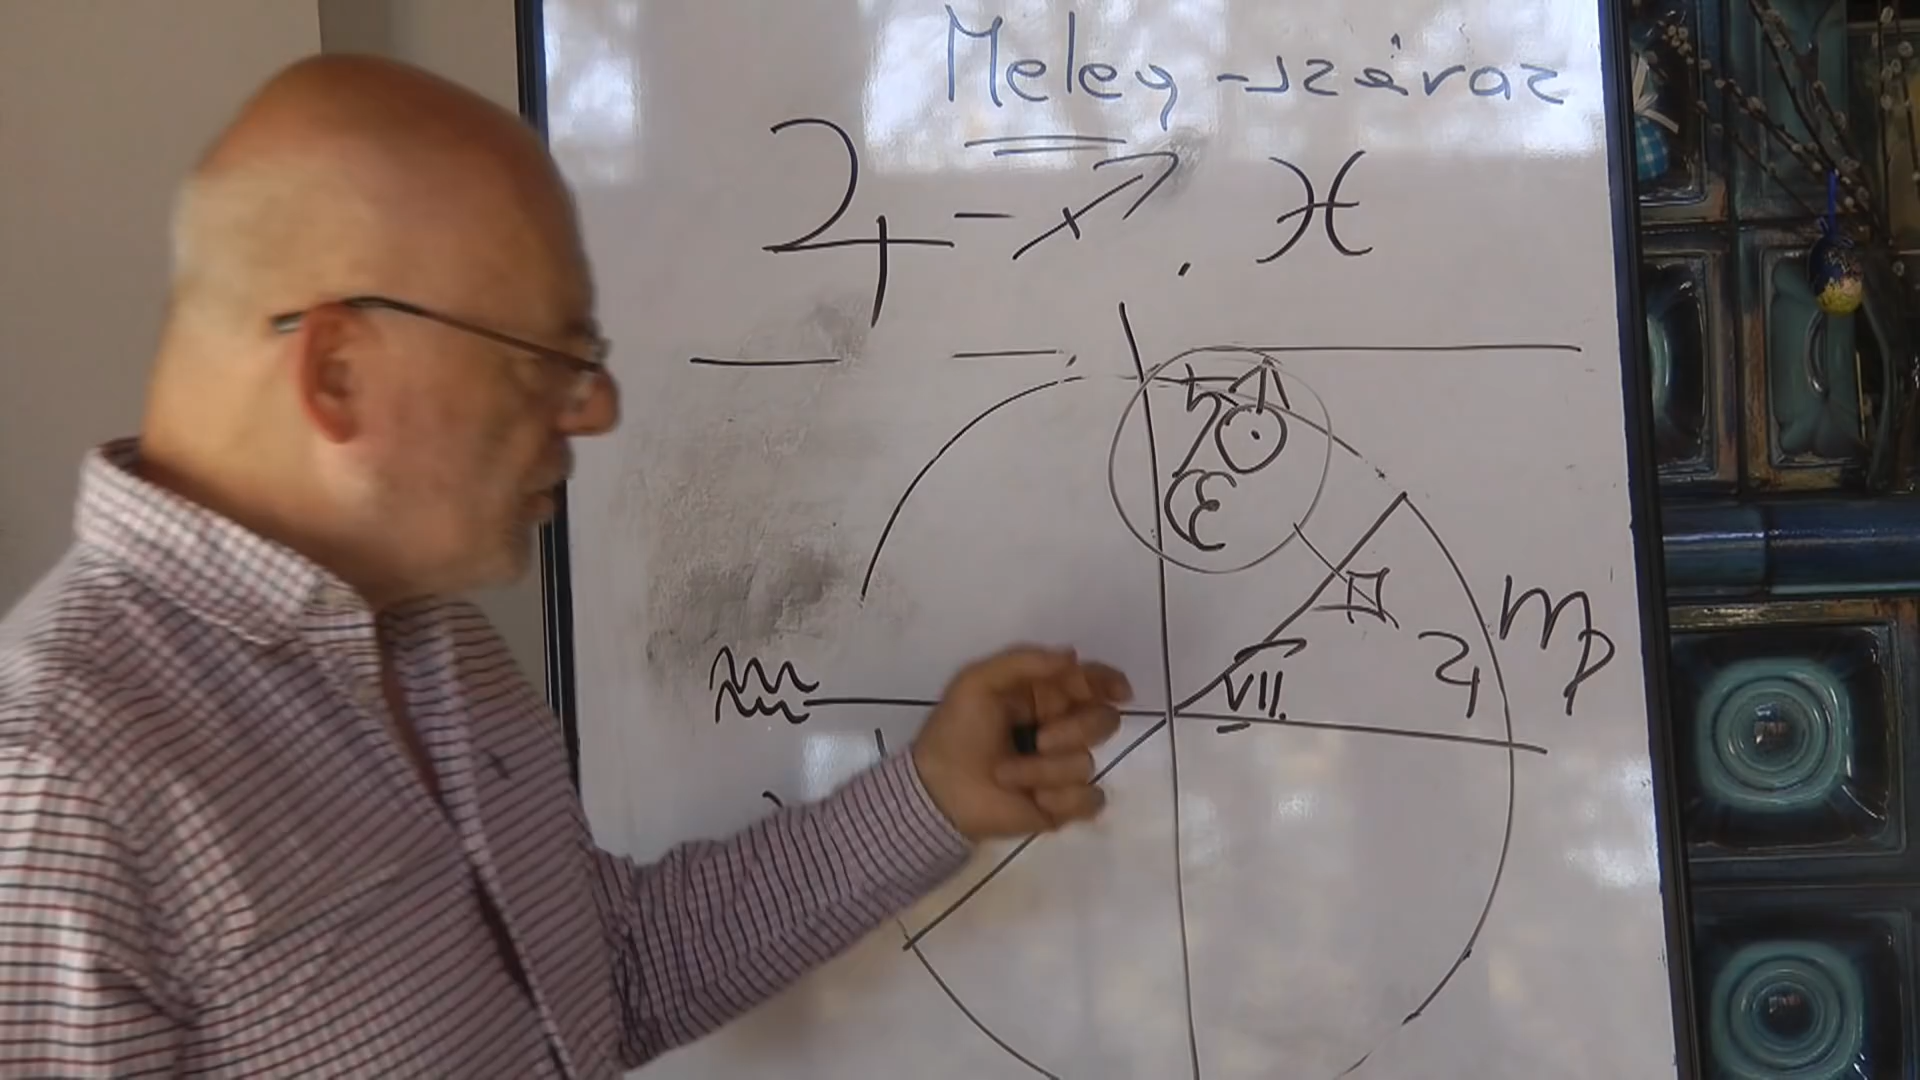 Meleg-száraz
♃ - ♐ . ♓
♄ ☉
☾
♒ VII. ♃ ♍